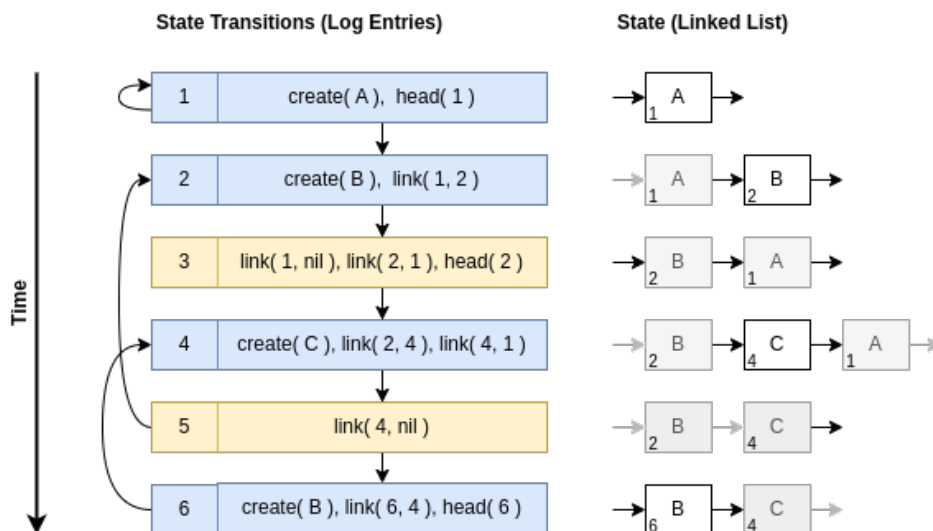 State Transitions (Log Entries) State (Linked List)
Time
1 create( A ), head( 1 ) A 1
2 create( B ), link( 1, 2 ) A 1 B 2
3 link( 1, nil ), link( 2, 1 ), head( 2 ) B 2 A 1
4 create( C ), link( 2, 4 ), link( 4, 1 ) B 2 C 4 A 1
5 link( 4, nil ) B 2 C 4
6 create( B ), link( 6, 4 ), head( 6 ) B 6 C 4